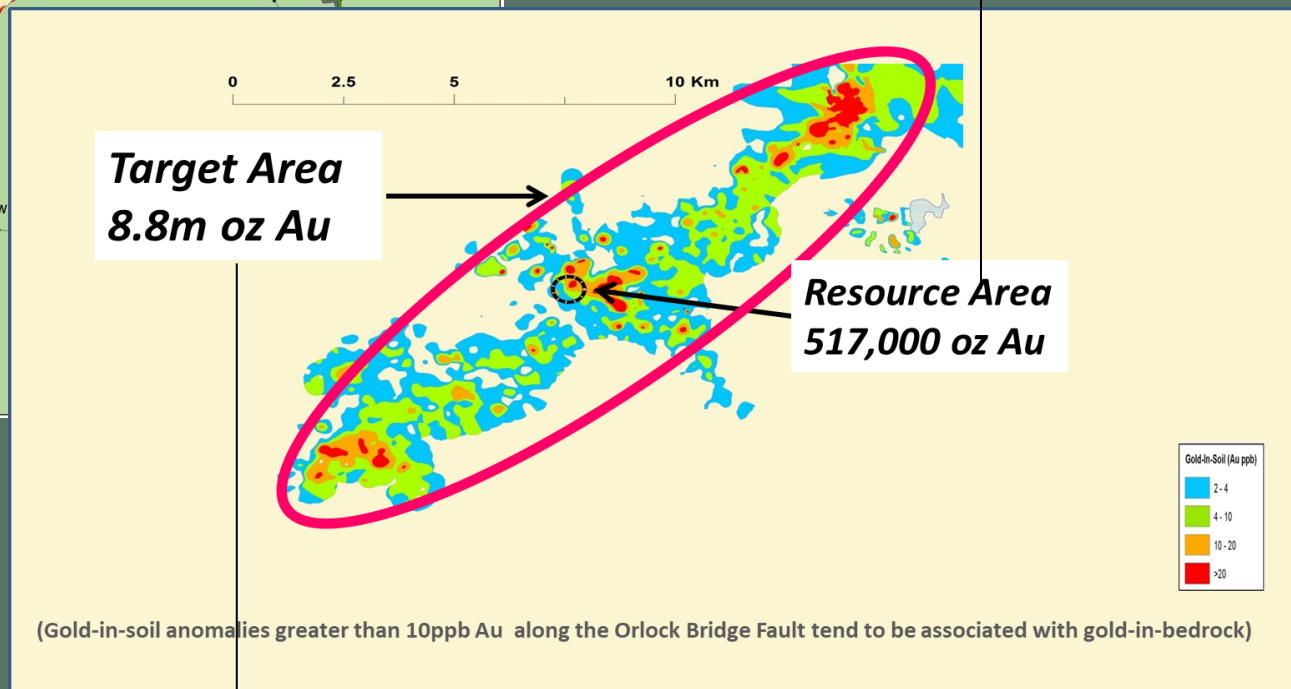 0 2.5 5 10 Km
Target Area
8.8m oz Au
Resource Area
517,000 oz Au
Gold-In-Soil (Au ppb)
2 - 4
4 - 10
10 - 20
>20
(Gold-in-soil anomalies greater than 10ppb Au along the Orlock Bridge Fault tend to be associated with gold-in-bedrock)